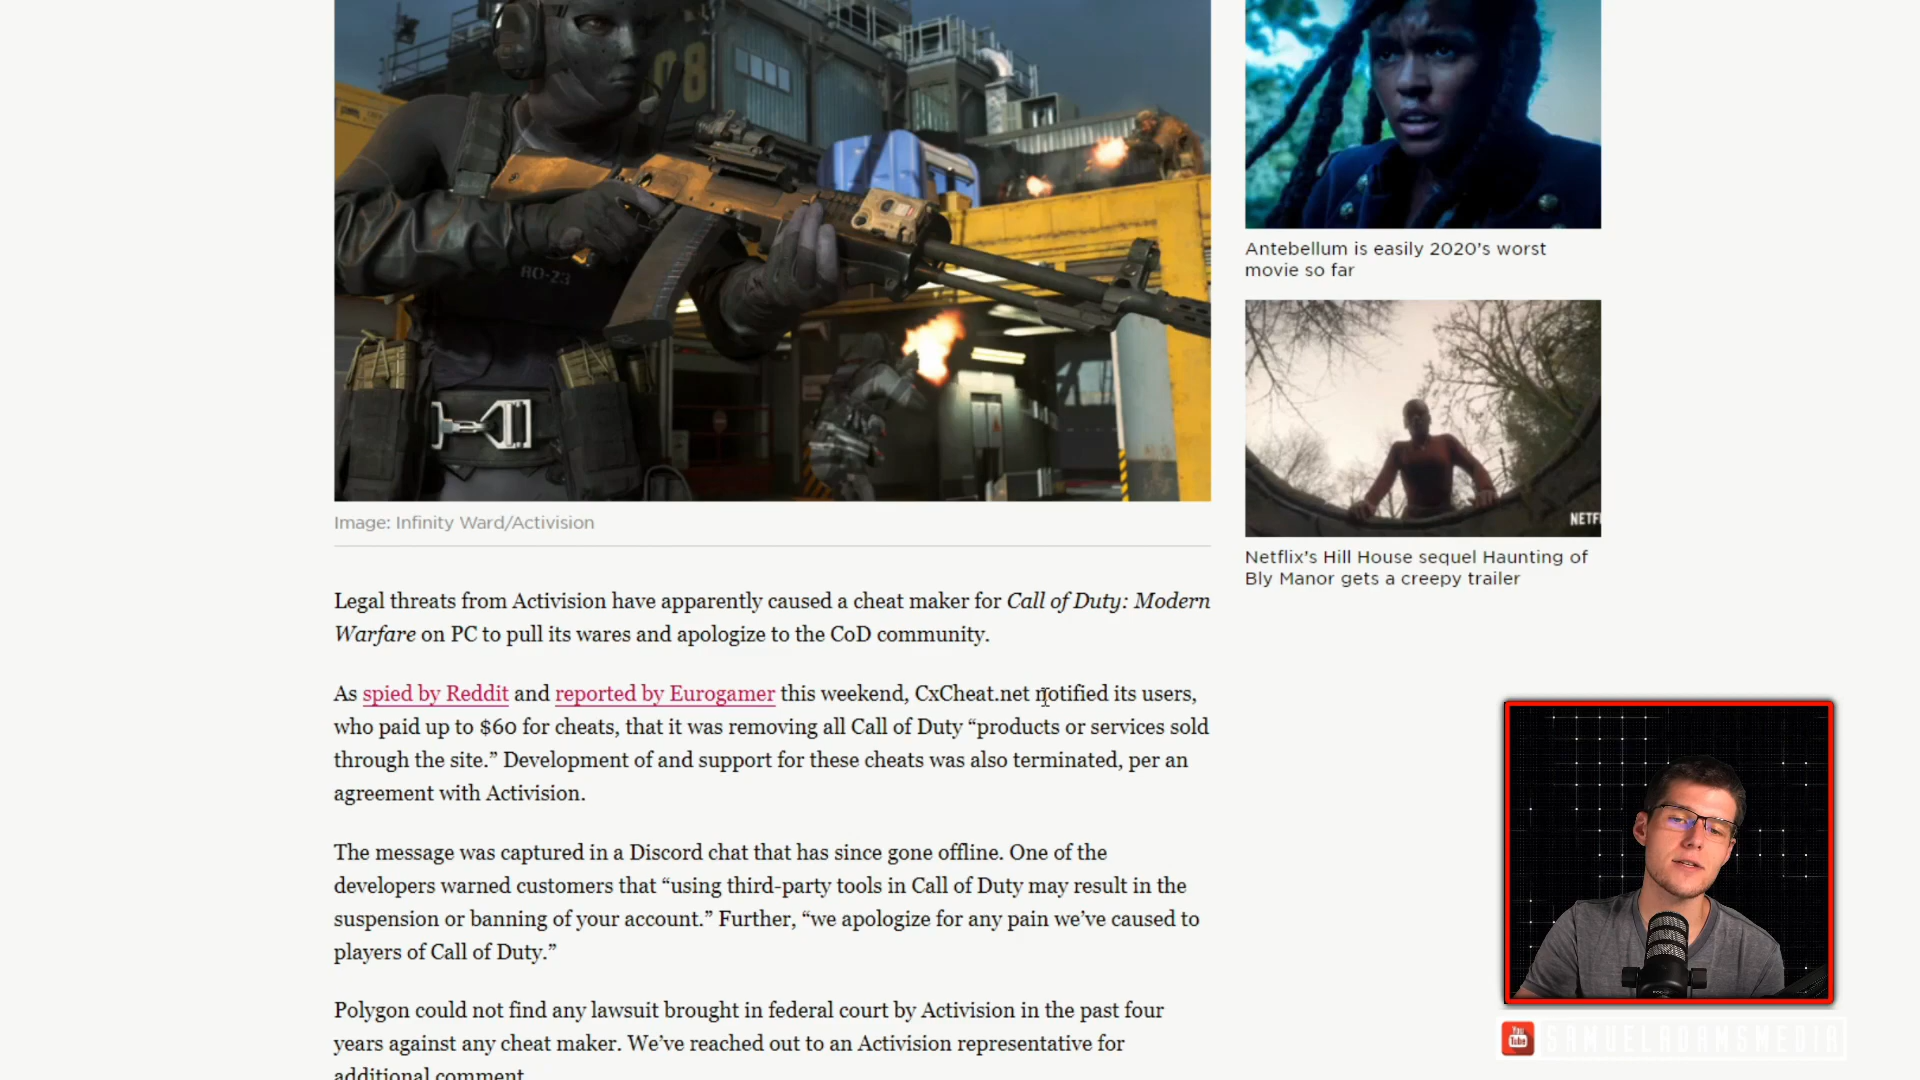 08
RO-23
Image: Infinity Ward/Activision
Legal threats from Activision have apparently caused a cheat maker for Call of Duty: Modern
Warfare on PC to pull its wares and apologize to the CoD community.
As spied by Reddit and reported by Eurogamer this weekend, CxCheat.net notified its users,
who paid up to $60 for cheats, that it was removing all Call of Duty “products or services sold
through the site.” Development of and support for these cheats was also terminated, per an
agreement with Activision.
The message was captured in a Discord chat that has since gone offline. One of the
developers warned customers that “using third-party tools in Call of Duty may result in the
suspension or banning of your account.” Further, “we apologize for any pain we’ve caused to
players of Call of Duty.”
Polygon could not find any lawsuit brought in federal court by Activision in the past four
years against any cheat maker. We’ve reached out to an Activision representative for
additional comment.
Antebellum is easily 2020’s worst
movie so far
NETF
Netflix’s Hill House sequel Haunting of
Bly Manor gets a creepy trailer
You
Tube
SAMUELADAMSMEDIA